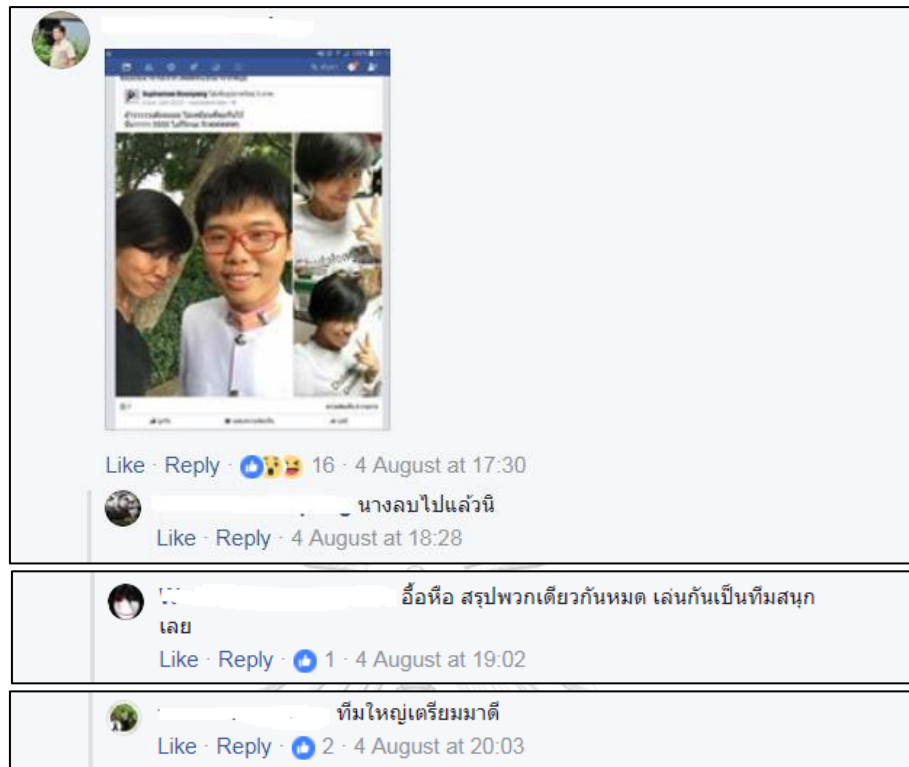 Like · Reply · 16 · 4 August at 17:30
นางลบไปแล้วนิ
Like · Reply · 4 August at 18:28
อื้อหือ สรุปพวกเดียวกันหมด เล่นกันเป็นทีมสนุก
เลย
Like · Reply · 1 · 4 August at 19:02
ทีมใหญ่เตรียมมาดี
Like · Reply · 2 · 4 August at 20:03